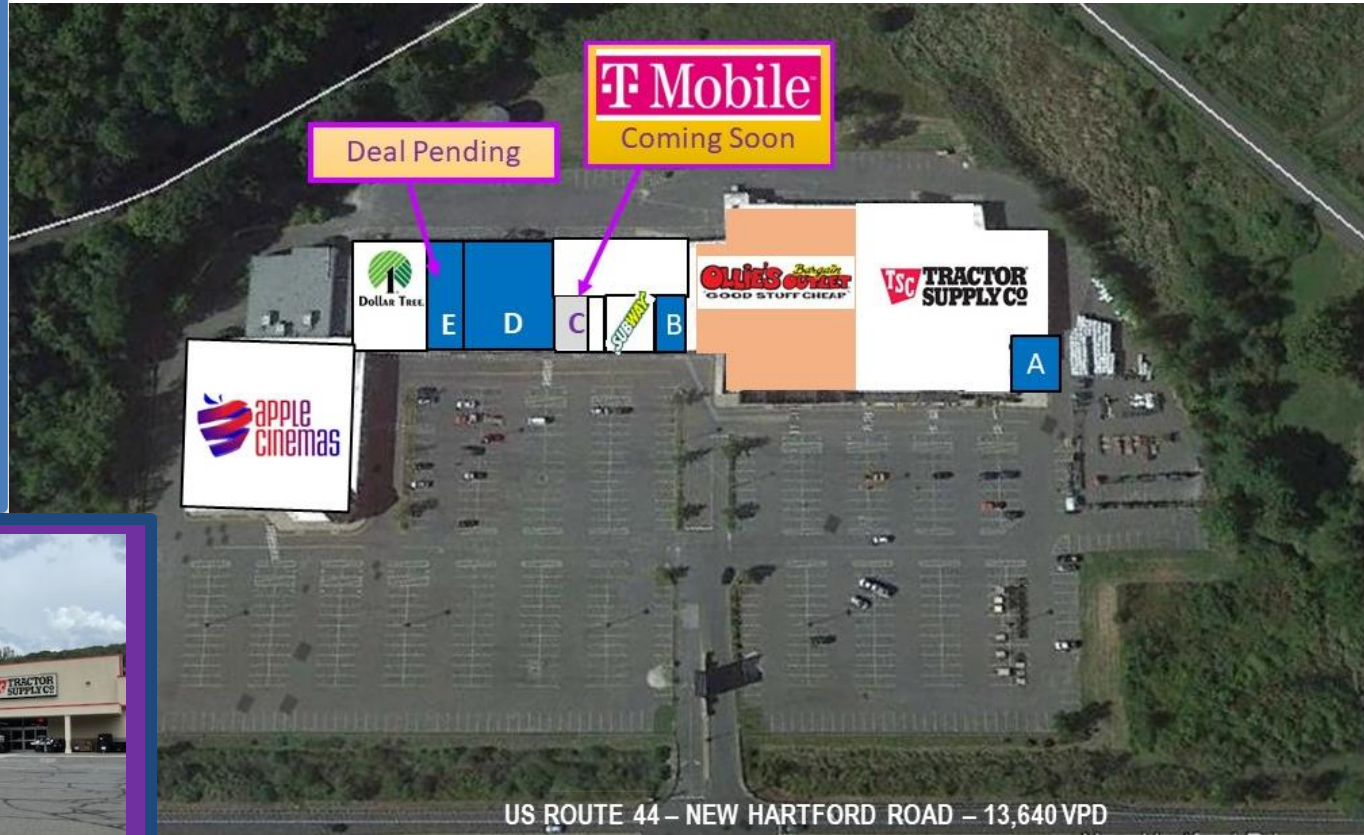 T Mobile
Coming Soon
Deal Pending
Dollar Tree
E
D
C
SUBWAY
B
OLLIE'S Bargain
OUTLET
"GOOD STUFF CHEAP"
TSC TRACTOR
SUPPLY CO
A
apple
cinemas
TRACTOR
SUPPLY CO
US ROUTE 44 – NEW HARTFORD ROAD – 13,640 VPD